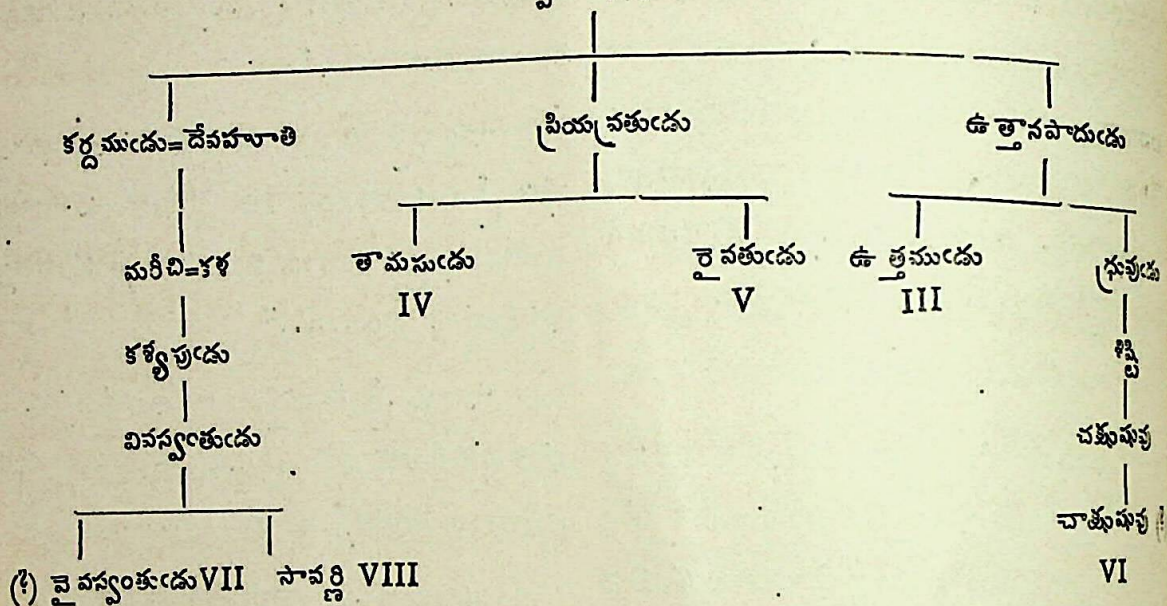 కర్దముఁడు=దేవహూతి ప్రియవ్రతుఁడు ఉత్తానపాదుఁడు
మరీచి=కళ తామసుఁడు రైవతుఁడు ఉత్తముఁడు ధ్రువుఁడు
IV V III
కశ్యేపుఁడు శిష్టి
వివస్వంతుఁడు చక్షుషువు
చాక్షుషువు
(?) వైవస్వంతుఁడు VII సావర్ణి VIII VI